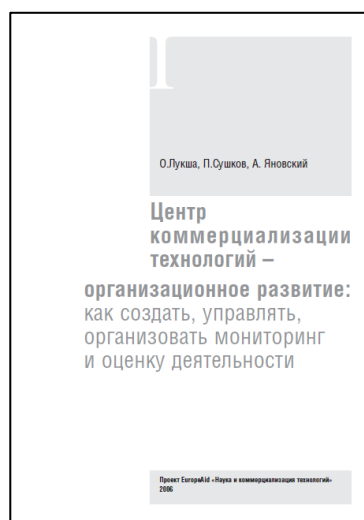 О.Лукша, П.Сушков, А. Яновский
Центр
коммерциализации
технологий –
организационное развитие:
как создать, управлять,
организовать мониторинг
и оценку деятельности
Проект EuropeAid «Наука и коммерциализация технологий»
2006